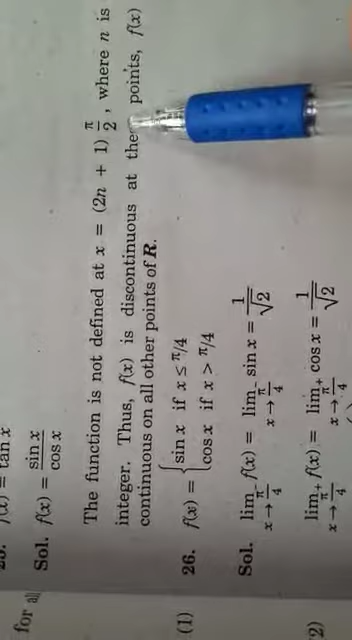 for all
25. f(x) = tan x
Sol. f(x) = sin x / cos x
The function is not defined at x = (2n + 1) π/2, where n is
integer. Thus, f(x) is discontinuous at points, f(x)
continuous on all other points of R.
(1)
26. f(x) = { sin x if x ≤ π/4
cos x if x > π/4
Sol. lim x→π/4⁻ f(x) = lim x→π/4⁻ sin x = 1/√2
2)
lim x→π/4⁺ f(x) = lim x→π/4⁺ cos x = 1/√2